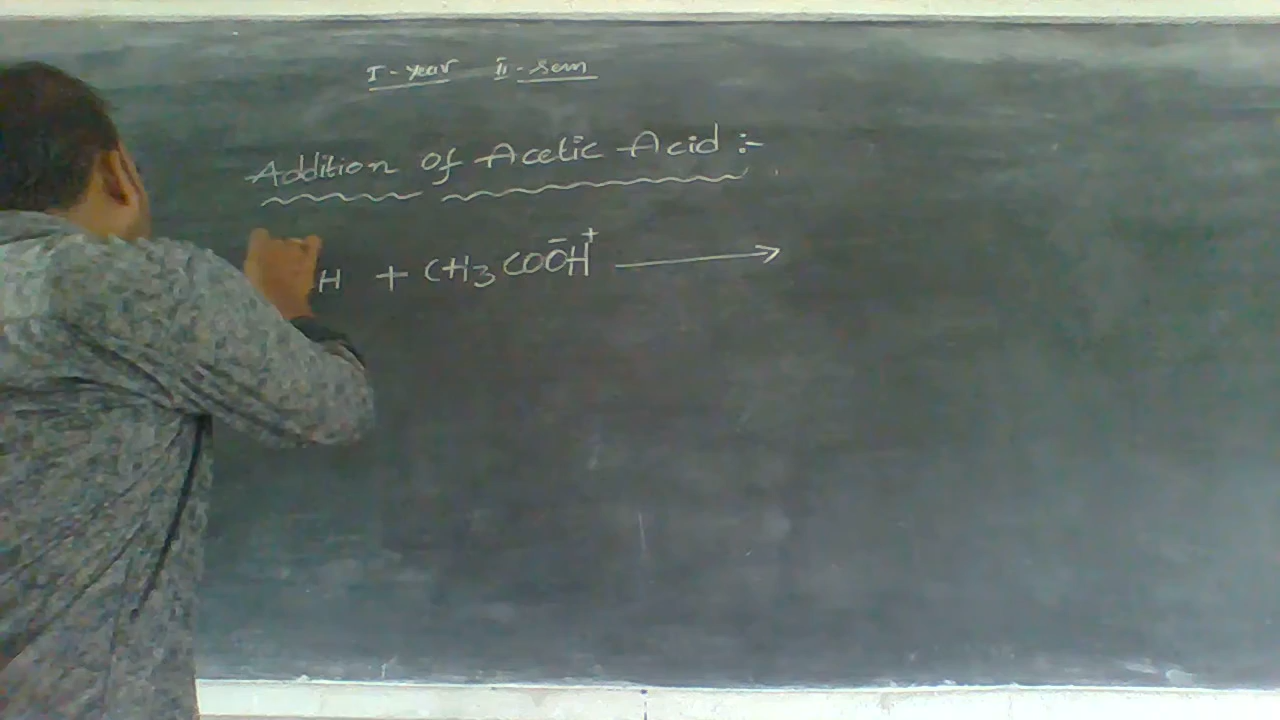 I - year II - sem
Addition of Acetic Acid :-
H + CH3COO⁻H⁺ ⟶